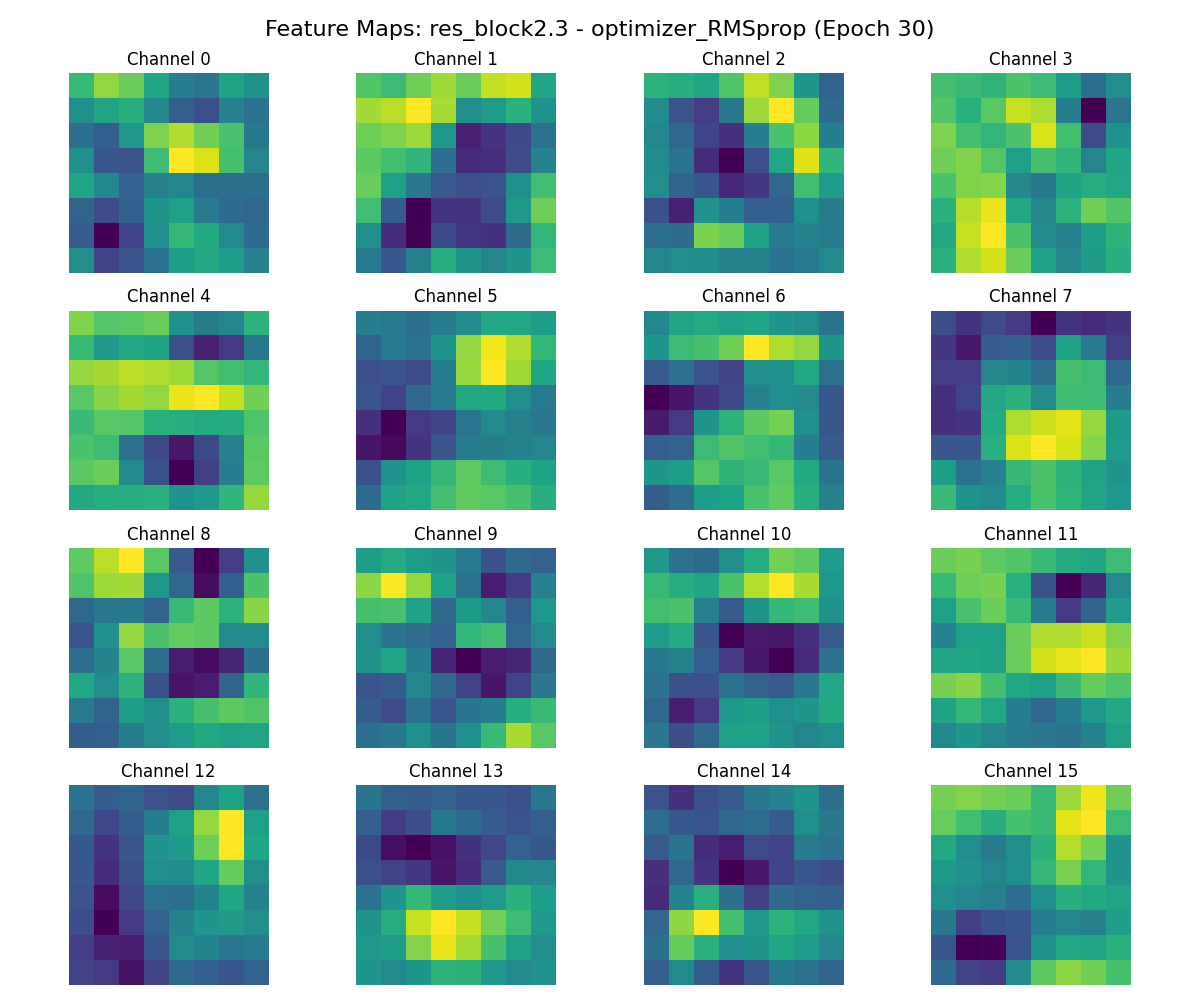 Feature Maps: res_block2.3 - optimizer_RMSprop (Epoch 30)
Channel 0
Channel 1
Channel 2
Channel 3
Channel 4
Channel 5
Channel 6
Channel 7
Channel 8
Channel 9
Channel 10
Channel 11
Channel 12
Channel 13
Channel 14
Channel 15